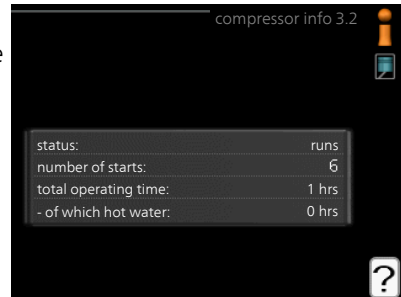 compressor info 3.2
e
status: runs
number of starts: 6
total operating time: 1 hrs
- of which hot water: 0 hrs
?